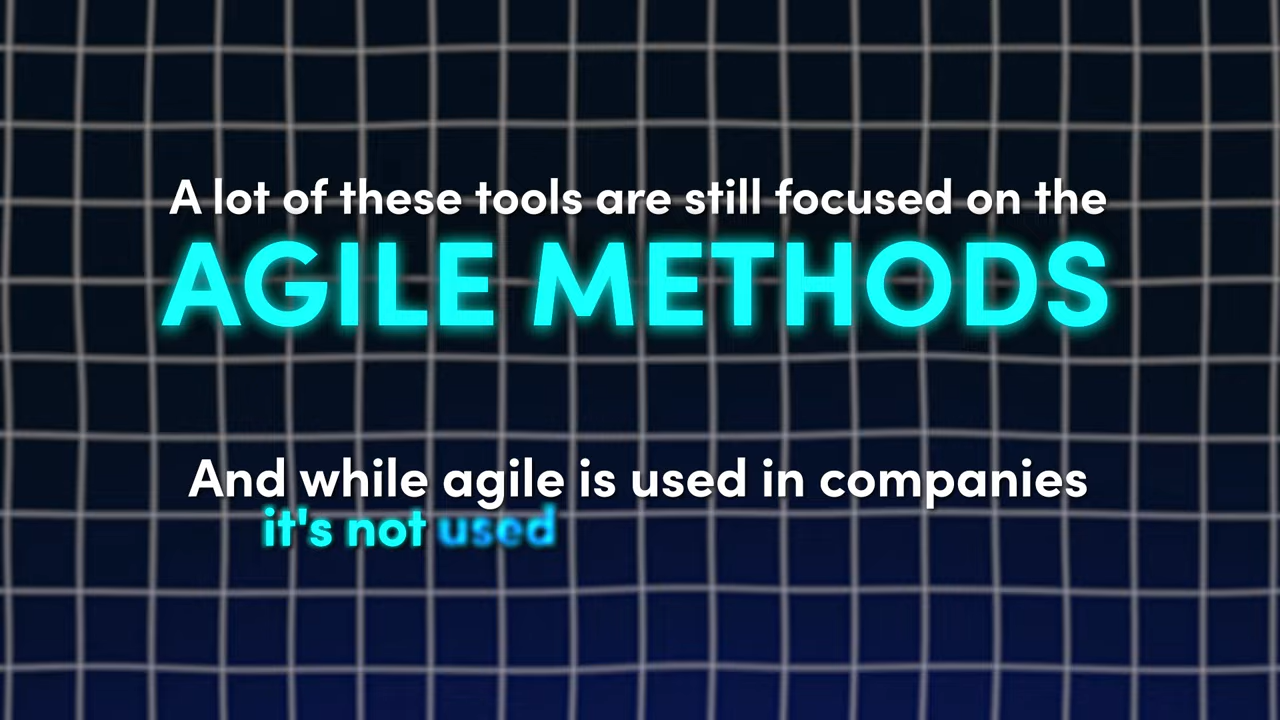 A lot of these tools are still focused on the
AGILE METHODS
And while agile is used in companies
it's not used